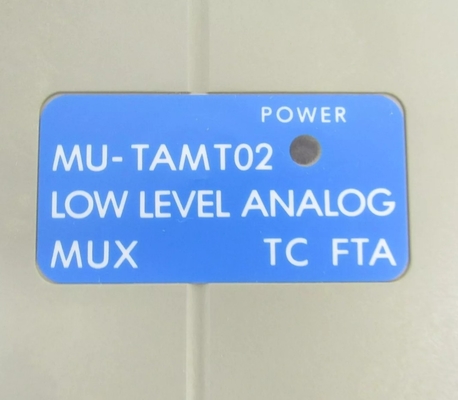 POWER
MU-TAMT02
LOW LEVEL ANALOG
MUX TC FTA